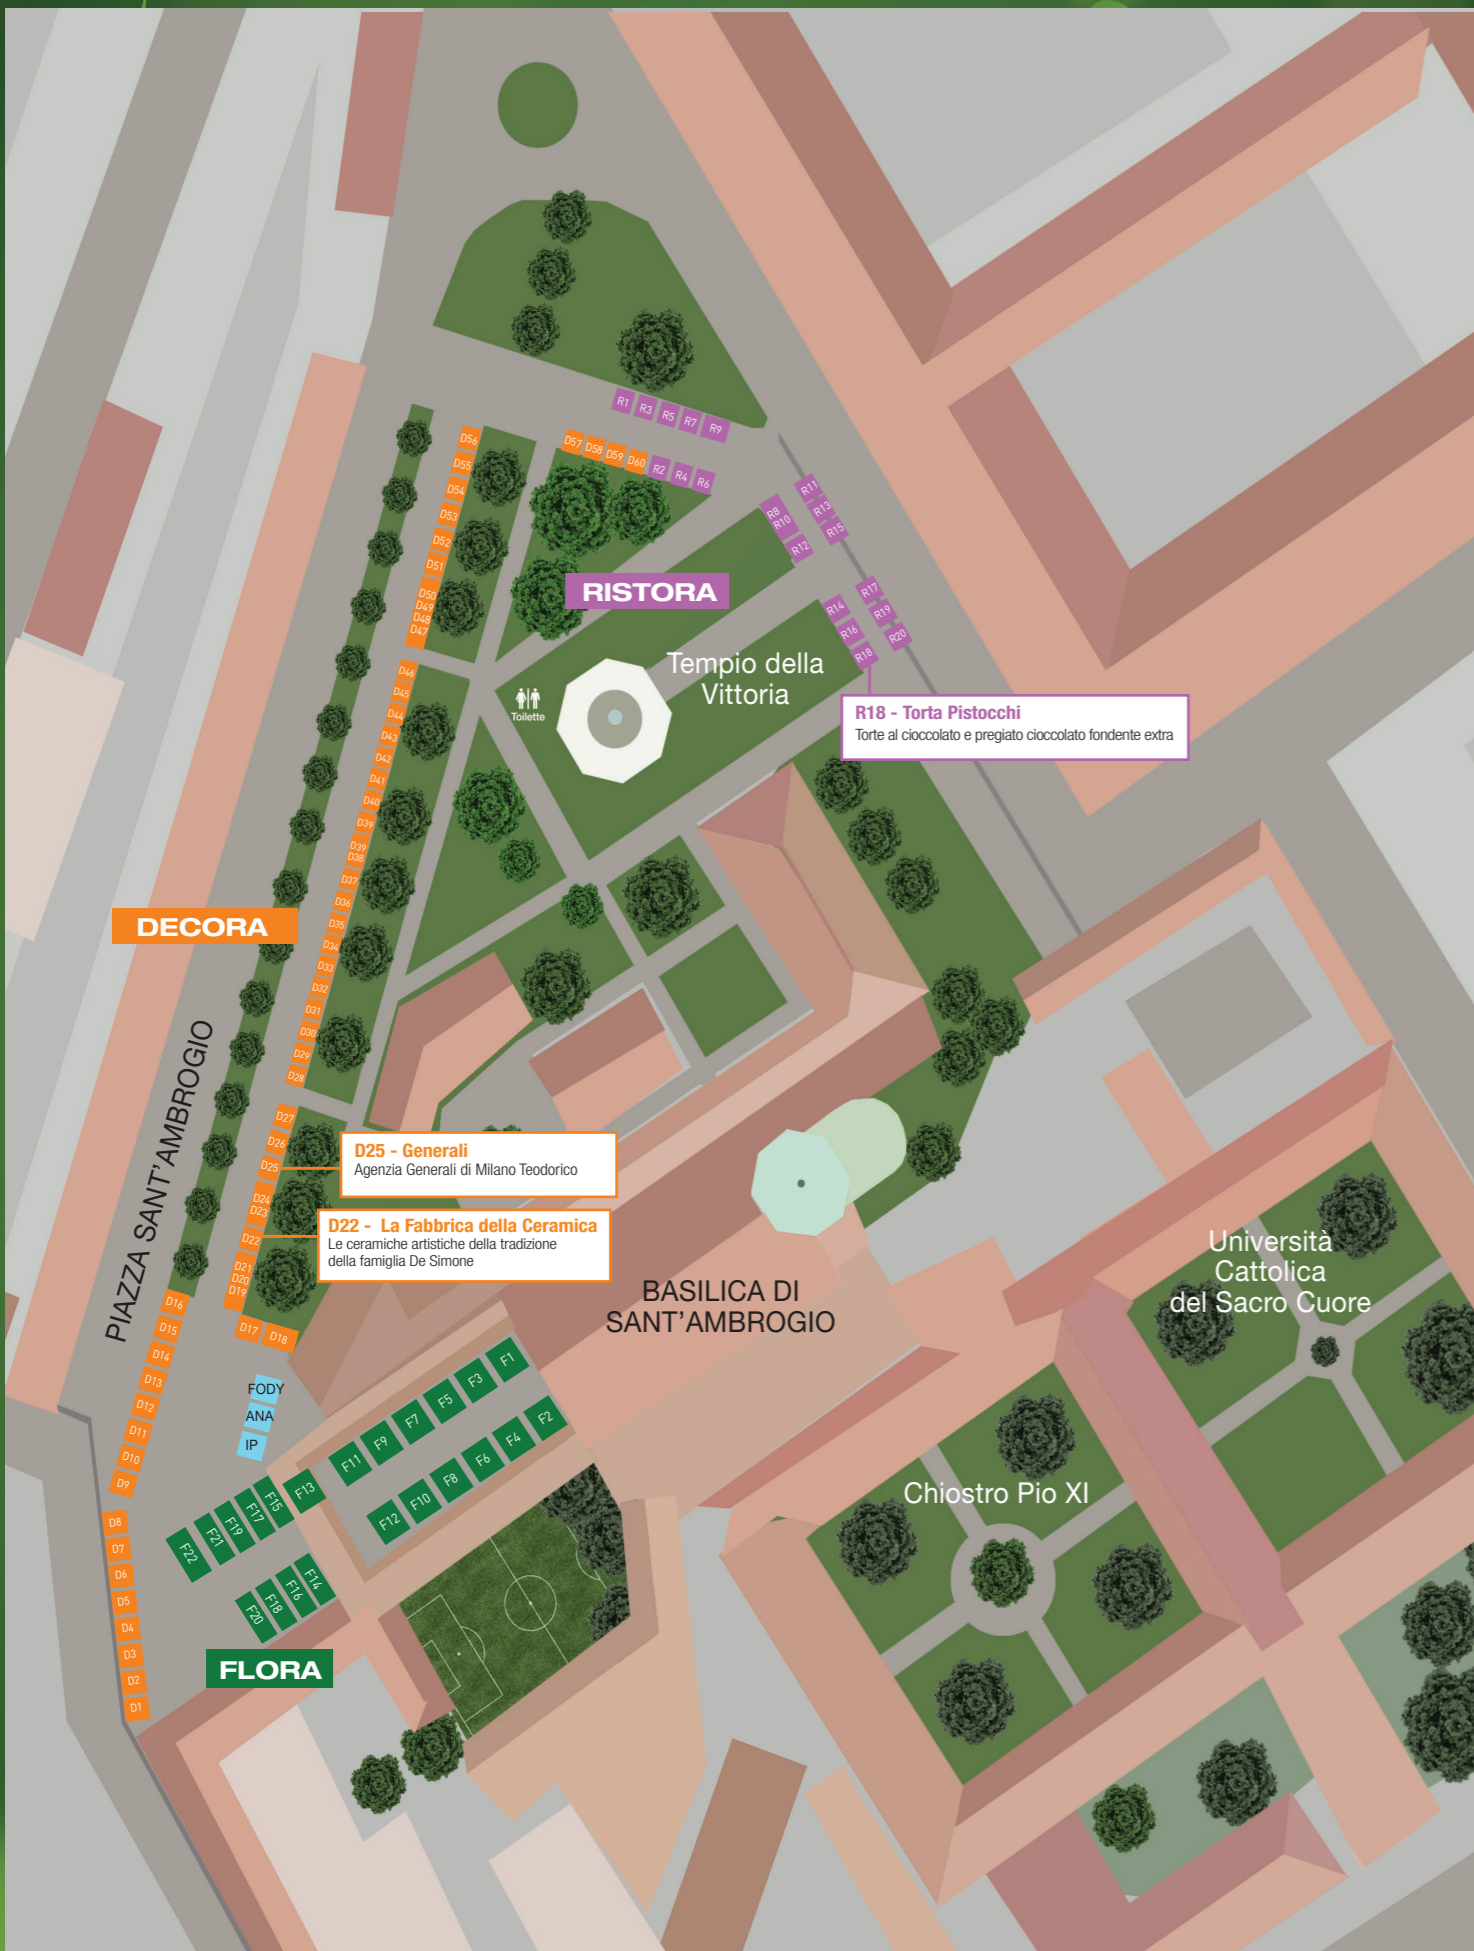 R1
R3
R5
R7
R9
D57
D58
D59
D60
R2
R4
R6
D56
D55
D54
D53
D52
D51
D50
D49
D48
D47
R11
R13
R15
R8
R10
R12
RISTORA
R17
R19
R20
R14
R16
R18
Tempio della
Vittoria
Toilette
R18 - Torta Pistocchi
Torte al cioccolato e pregiato cioccolato fondente extra
D46
D45
D44
D43
D42
D41
D40
D39
D39
D38
D37
D36
D35
D34
D33
D32
D31
D30
D29
D28
DECORA
PIAZZA SANT'AMBROGIO
D27
D26
D25
D24
D23
D22
D21
D20
D19
D25 - Generali
Agenzia Generali di Milano Teodorico
D22 - La Fabbrica della Ceramica
Le ceramiche artistiche della tradizione
della famiglia De Simone
D17
D18
BASILICA DI
SANT'AMBROGIO
Università
Cattolica
del Sacro Cuore
D16
D15
D14
D13
D12
D11
D10
D9
FODY
ANA
IP
F1
F3
F5
F7
F9
F11
F13
F15
F17
F19
F21
F22
F2
F4
F6
F8
F10
F12
F14
F16
F18
F20
Chiostro Pio XI
D8
D7
D6
D5
D4
D3
D2
D1
FLORA